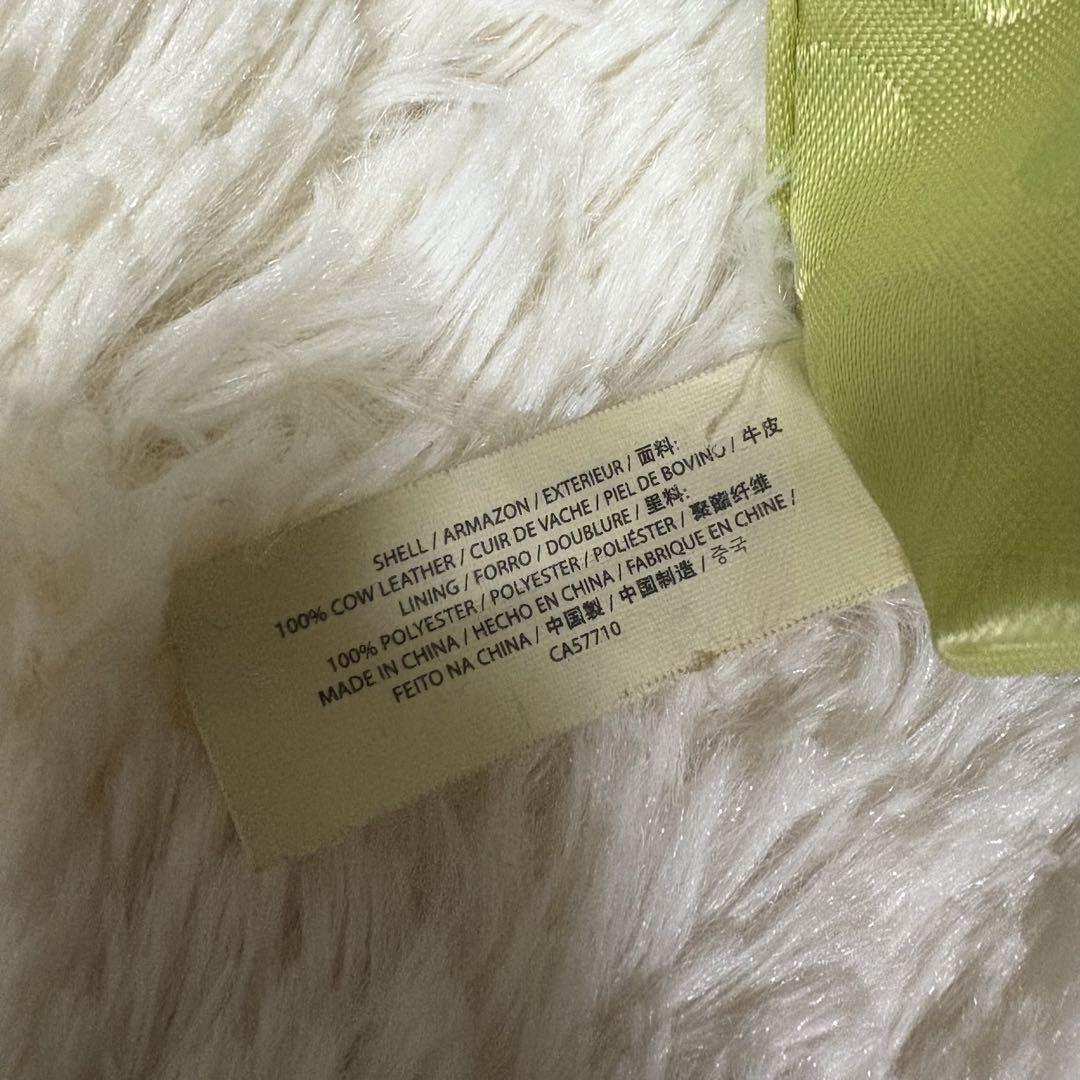 SHELL / ARMAZON / EXTERIEUR / 面料:
100% COW LEATHER / CUIR DE VACHE / PIEL DE BOVINO / 牛皮
LINING / FORRO / DOUBLURE / 里料:
100% POLYESTER / POLYESTER / POLIÉSTER / 聚酯纤维
MADE IN CHINA / HECHO EN CHINA / FABRIQUE EN CHINE /
FEITO NA CHINA / 中国製 / 中国制造 / 중국
CA57710